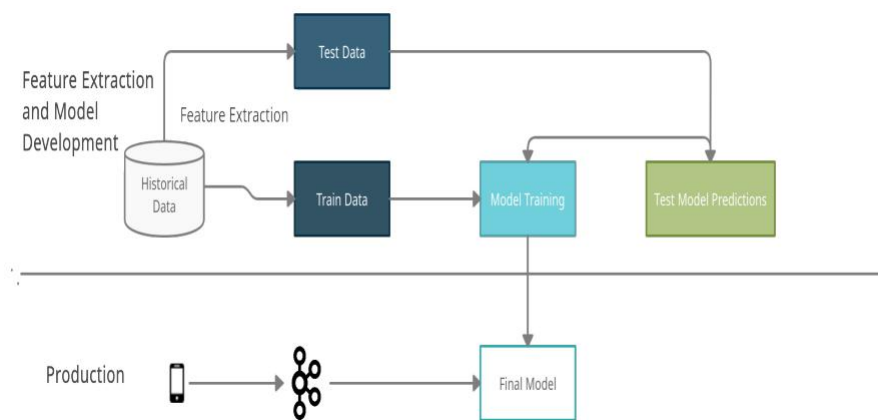 Test Data
Feature Extraction
and Model
Development
Feature Extraction
Historical
Data
Train Data
Model Training
Test Model Predictions
Production
Final Model